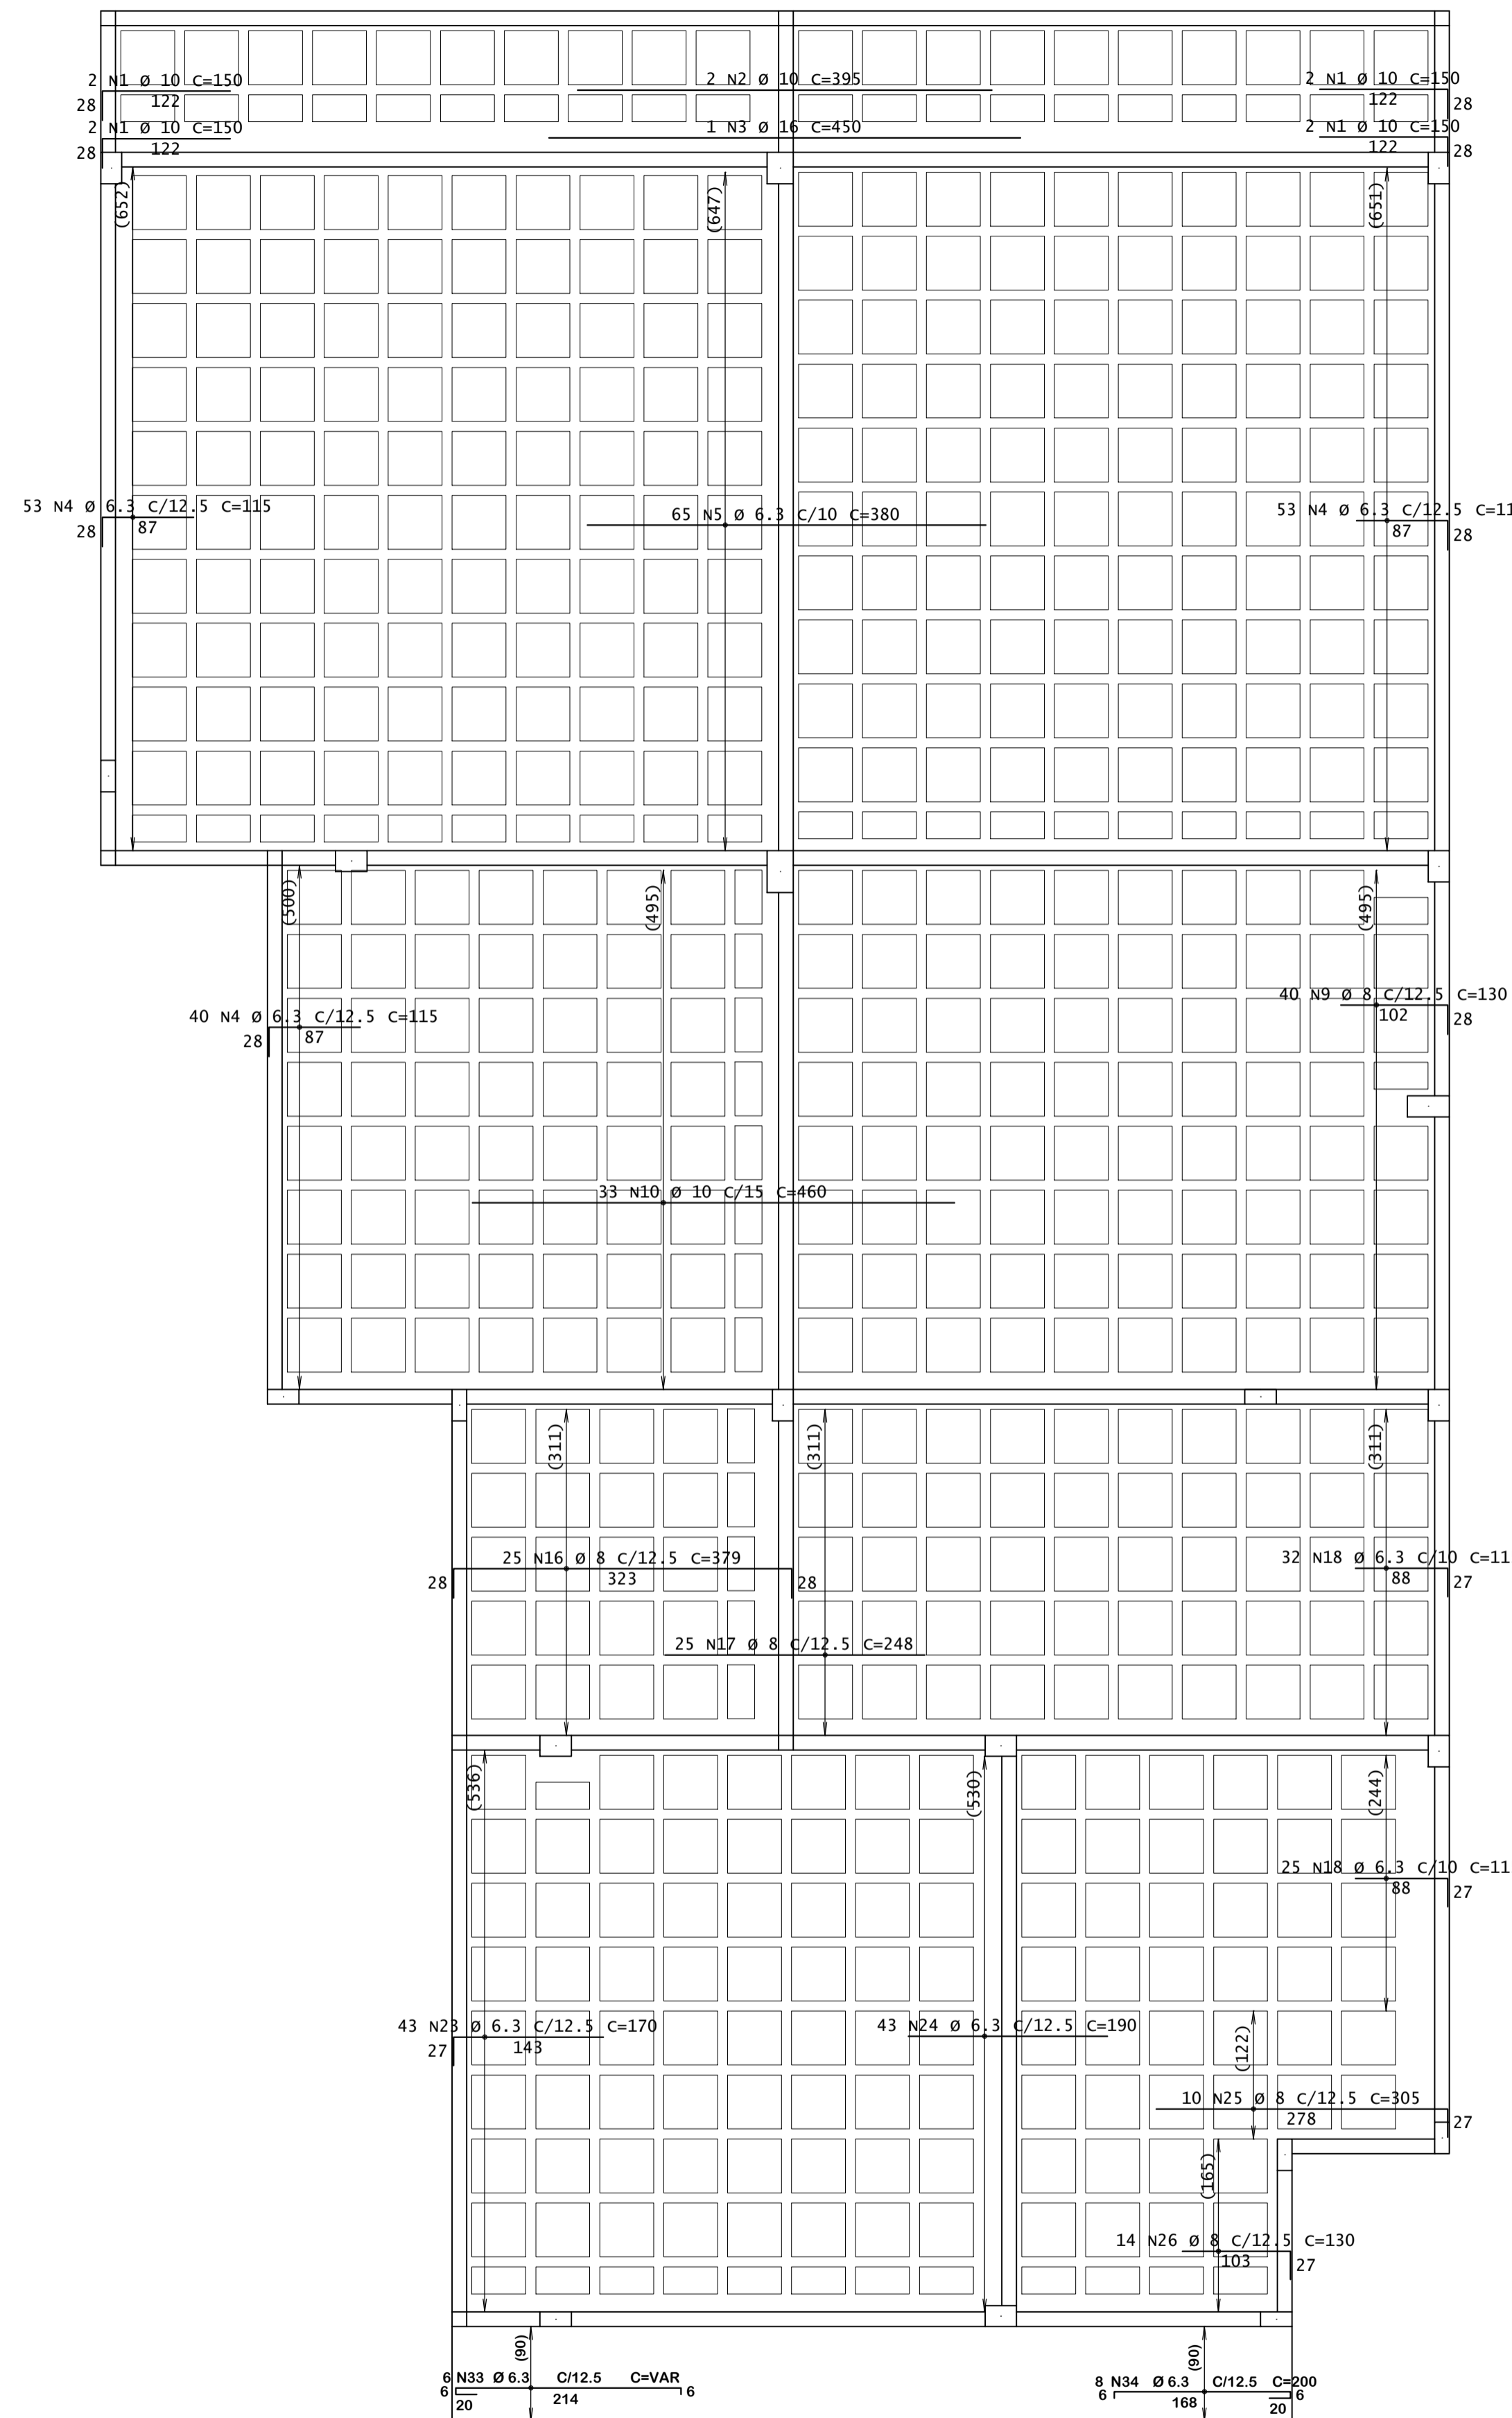 2 N1 Ø 10 C=150
122
28
2 N2 Ø 10 C=395
2 N1 Ø 10 C=150
122
28
2 N1 Ø 10 C=150
122
28
1 N3 Ø 16 C=450
2 N1 Ø 10 C=150
122
28
(652)
(647)
(651)
53 N4 Ø 6.3 C/12.5 C=115
87
28
65 N5 Ø 6.3 C/10 C=380
53 N4 Ø 6.3 C/12.5 C=11
87
28
(500)
(495)
(495)
40 N4 Ø 6.3 C/12.5 C=115
87
28
40 N9 Ø 8 C/12.5 C=130
102
28
33 N10 Ø 10 C/15 C=460
(311)
(311)
(311)
25 N16 Ø 8 C/12.5 C=379
28
323
28
32 N18 Ø 6.3 C/10 C=11
88
27
25 N17 Ø 8 C/12.5 C=248
(536)
(530)
(244)
25 N18 Ø 6.3 C/10 C=11
88
27
43 N23 Ø 6.3 C/12.5 C=170
143
27
43 N24 Ø 6.3 C/12.5 C=190
(122)
10 N25 Ø 8 C/12.5 C=305
278
27
(165)
14 N26 Ø 8 C/12.5 C=130
103
27
(90)
(90)
6 N33 Ø 6.3 C/12.5 C=VAR
6
20
214
6
8 N34 Ø 6.3 C/12.5 C=200
6
168
20
6